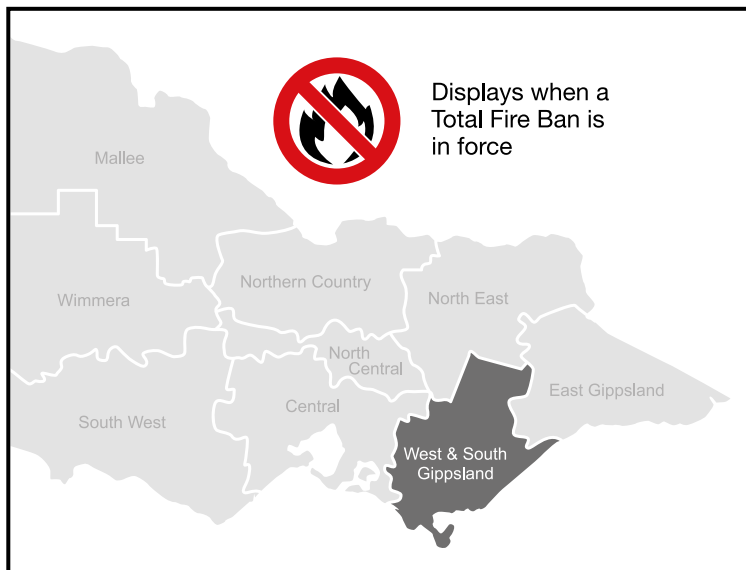 Displays when a
Total Fire Ban is
in force
Mallee
Northern Country
Wimmera
North East
North
Central
East Gippsland
Central
South West
West & South
Gippsland